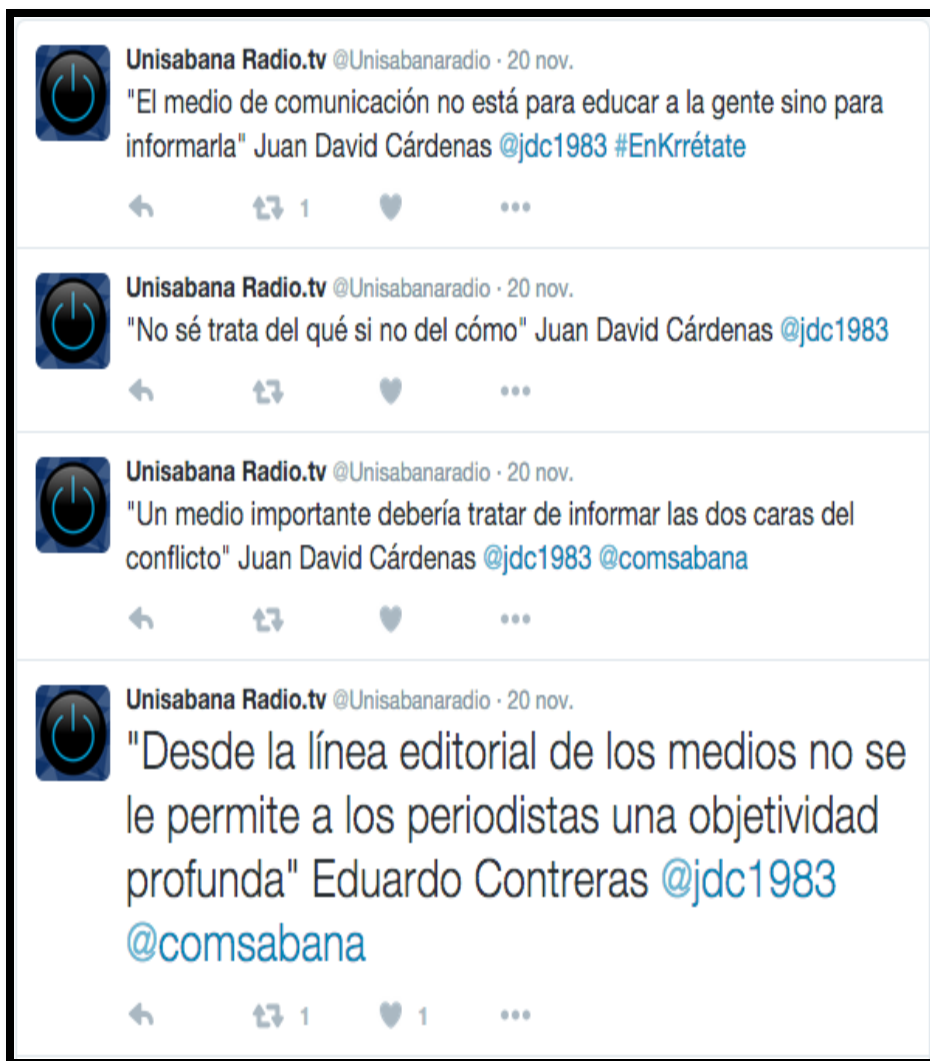 Unisabana Radio.tv @Unisabanaradio · 20 nov.
"El medio de comunicación no está para educar a la gente sino para
informarla" Juan David Cárdenas @jdc1983 #EnKrrétate
1
Unisabana Radio.tv @Unisabanaradio · 20 nov.
"No sé trata del qué si no del cómo" Juan David Cárdenas @jdc1983
Unisabana Radio.tv @Unisabanaradio · 20 nov.
"Un medio importante debería tratar de informar las dos caras del
conflicto" Juan David Cárdenas @jdc1983 @comsabana
Unisabana Radio.tv @Unisabanaradio · 20 nov.
"Desde la línea editorial de los medios no se
le permite a los periodistas una objetividad
profunda" Eduardo Contreras @jdc1983
@comsabana
1 1